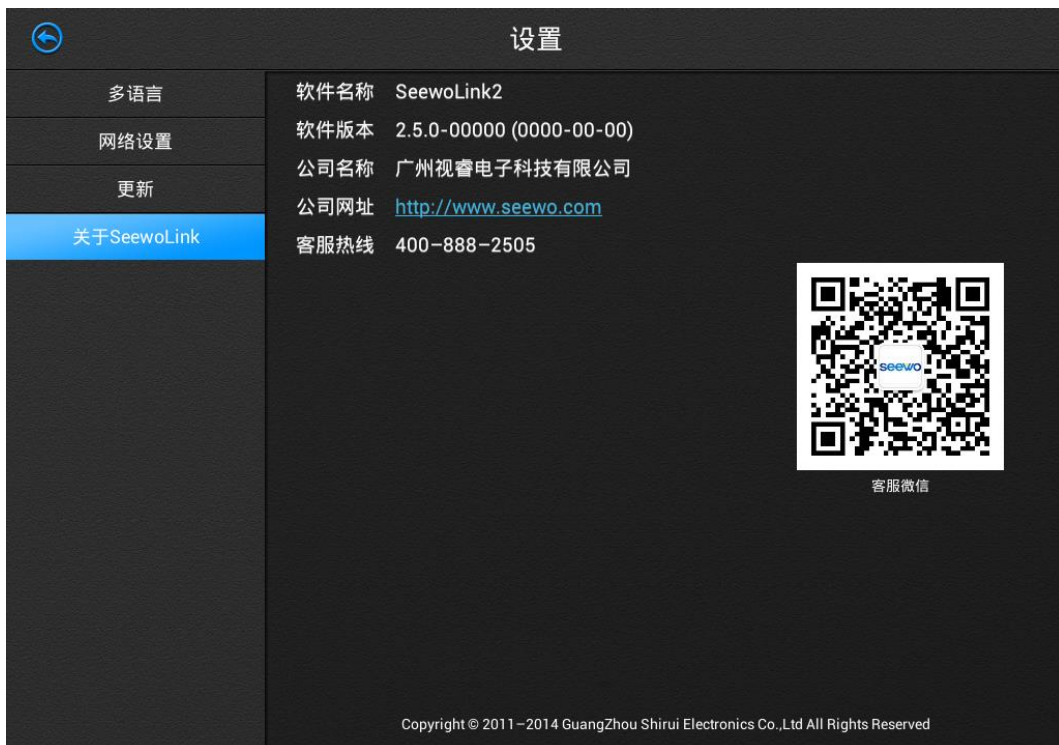 设置
多语言
网络设置
更新
关于SeewoLink
软件名称 SeewoLink2
软件版本 2.5.0-00000 (0000-00-00)
公司名称 广州视睿电子科技有限公司
公司网址 http://www.seewo.com
客服热线 400-888-2505
seewo
客服微信
Copyright © 2011-2014 GuangZhou Shirui Electronics Co.,Ltd All Rights Reserved